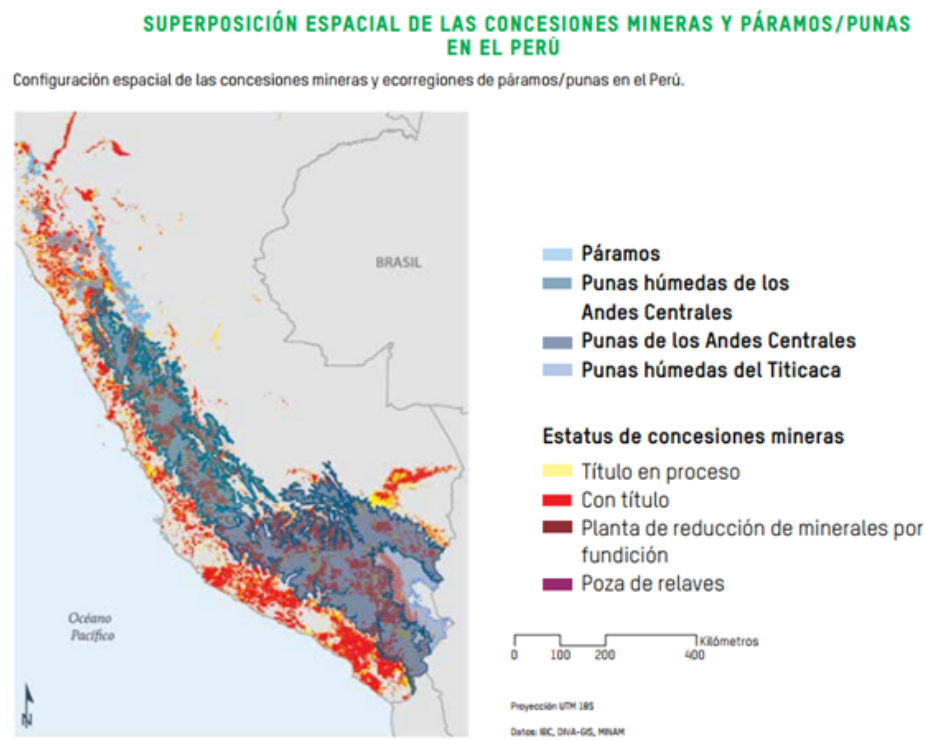 SUPERPOSICIÓN ESPACIAL DE LAS CONCESIONES MINERAS Y PÁRAMOS/PUNAS
EN EL PERÚ
Configuración espacial de las concesiones mineras y ecorregiones de páramos/punas en el Perú.
BRASIL
Páramos
Punas húmedas de los
Andes Centrales
Punas de los Andes Centrales
Punas húmedas del Titicaca
Estatus de concesiones mineras
Título en proceso
Con título
Planta de reducción de minerales por
fundición
Poza de relaves
Océano
Pacífico
N
Kilómetros
0 100 200 400
Proyección UTM 18S
Datos: IBC, DIVA-GIS, MINAM